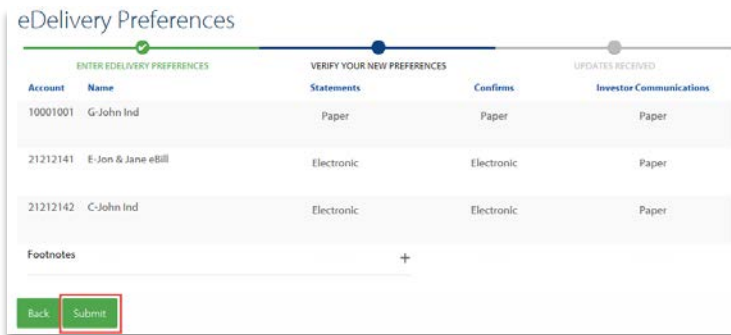 eDelivery Preferences
ENTER EDELIVERY PREFERENCES VERIFY YOUR NEW PREFERENCES UPDATES RECEIVED
Account Name Statements Confirms Investor Communications
10001001 G-John Ind Paper Paper Paper
21212141 E-Jon & Jane eBill Electronic Electronic Paper
21212142 C-John Ind Electronic Electronic Paper
Footnotes +
Back Submit